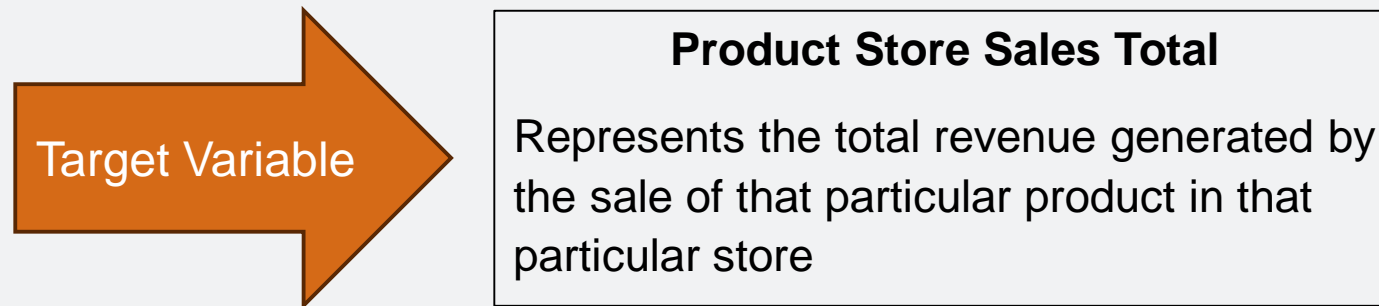 Target Variable
Product Store Sales Total
Represents the total revenue generated by
the sale of that particular product in that
particular store